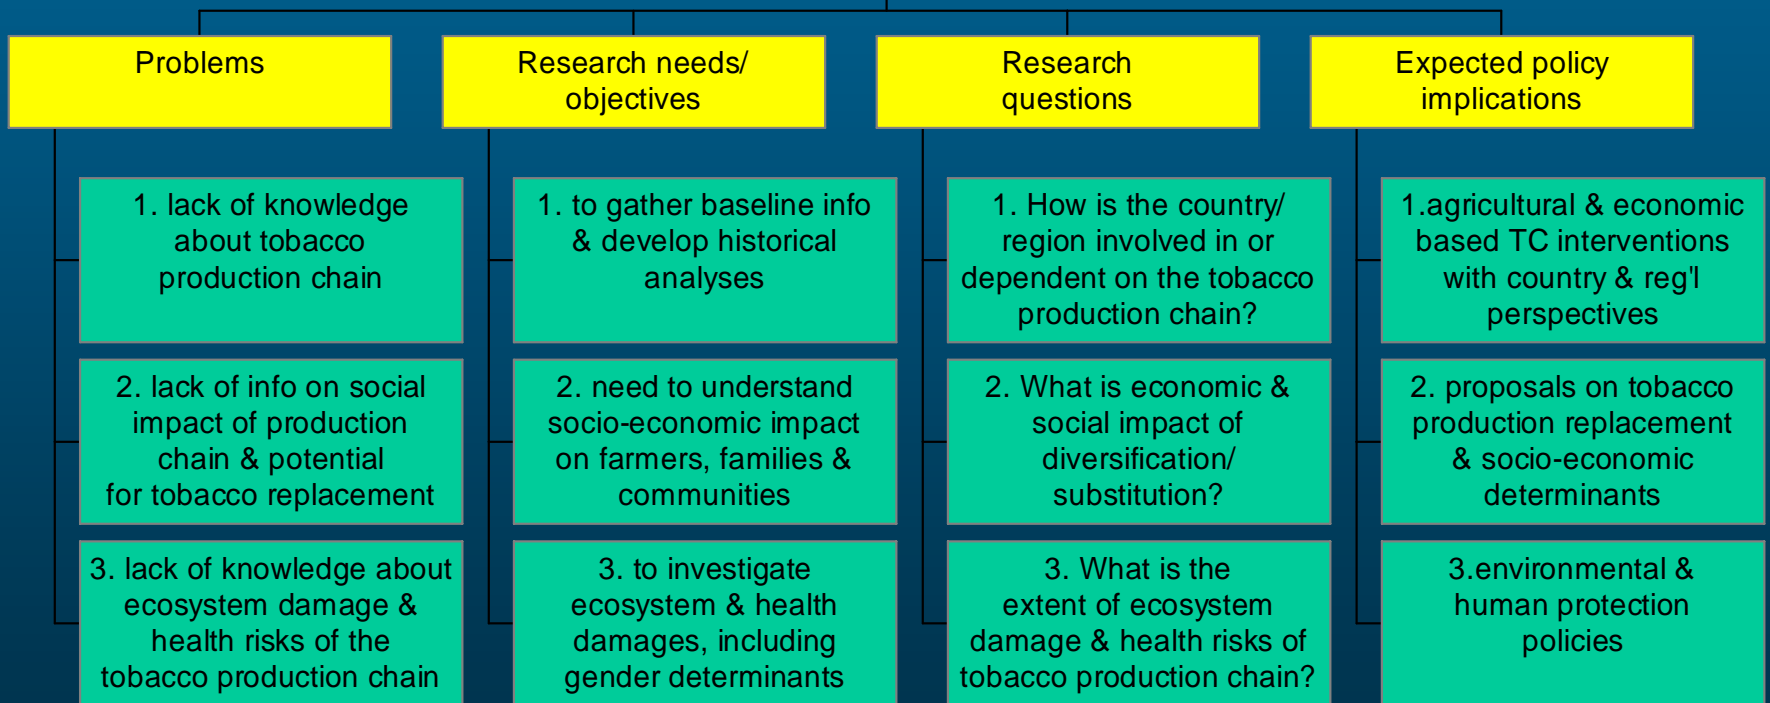 Problems
Research needs/
objectives
Research
questions
Expected policy
implications
1. lack of knowledge
about tobacco
production chain
1. to gather baseline info
& develop historical
analyses
1. How is the country/
region involved in or
dependent on the tobacco
production chain?
1.agricultural & economic
based TC interventions
with country & reg'l
perspectives
2. lack of info on social
impact of production
chain & potential
for tobacco replacement
2. need to understand
socio-economic impact
on farmers, families &
communities
2. What is economic &
social impact of
diversification/
substitution?
2. proposals on tobacco
production replacement
& socio-economic
determinants
3. lack of knowledge about
ecosystem damage &
health risks of the
tobacco production chain
3. to investigate
ecosystem & health
damages, including
gender determinants
3. What is the
extent of ecosystem
damage & health risks of
tobacco production chain?
3.environmental &
human protection
policies